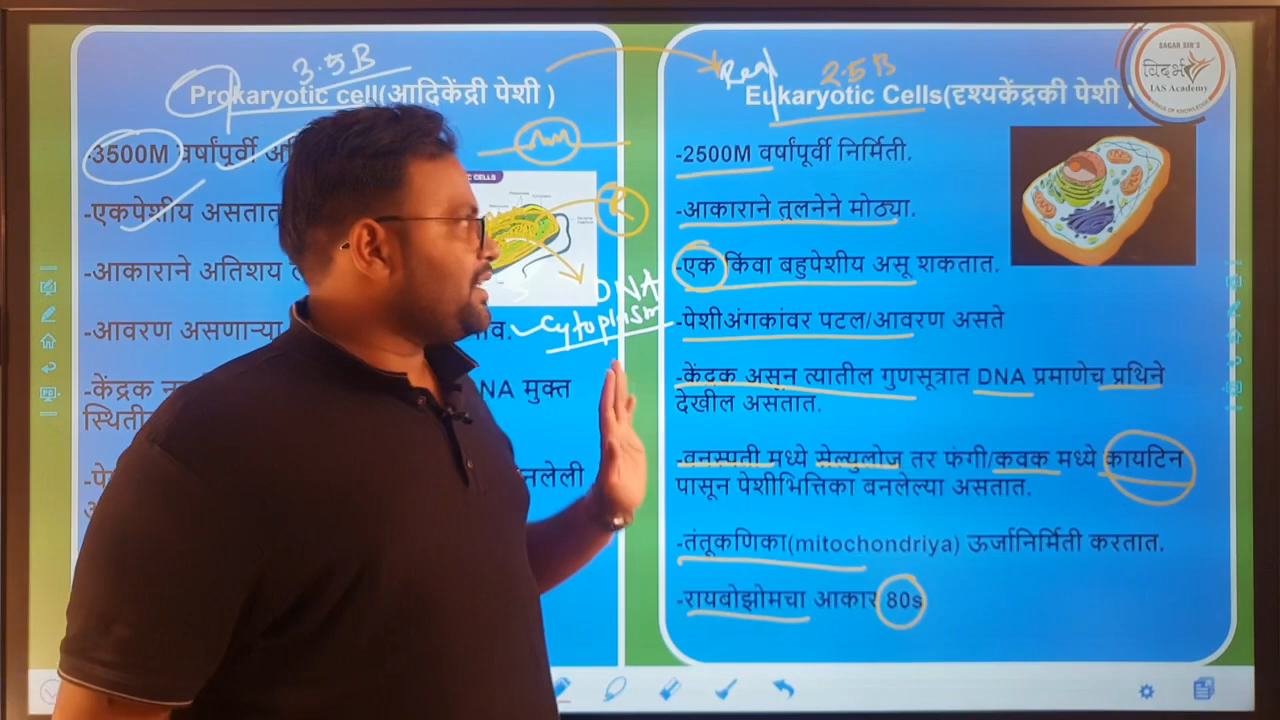 3.5B
Prokaryotic cell(आदिकेंद्री पेशी )
-3500M वर्षांपूर्वी
-एकपेशीय असतात
-आकाराने अतिशय
-आवरण असणाऱ्या
-केंद्रक
DNA मुक्त
C CELLS
DNA
Cytoplasm
2.5B
Eukaryotic Cells(दृश्यकेंद्रकी पेशी )
-2500M वर्षांपूर्वी निर्मिती.
-आकाराने तुलनेने मोठ्या.
-एक किंवा बहुपेशीय असू शकतात.
-पेशीअंगकांवर पटल/आवरण असते
-केंद्रक असून त्यातील गुणसूत्रात DNA प्रमाणेच प्रथिने
देखील असतात.
-वनस्पती मध्ये सेल्युलोज तर फंगी/कवक मध्ये कायटिन
पासून पेशीभित्तिका बनलेल्या असतात.
-तंतूकणिका(mitochondriya) ऊर्जानिर्मिती करतात.
-रायबोझोमचा आकार 80s
SAGAR SIR'S
विदर्भ
IAS Academy